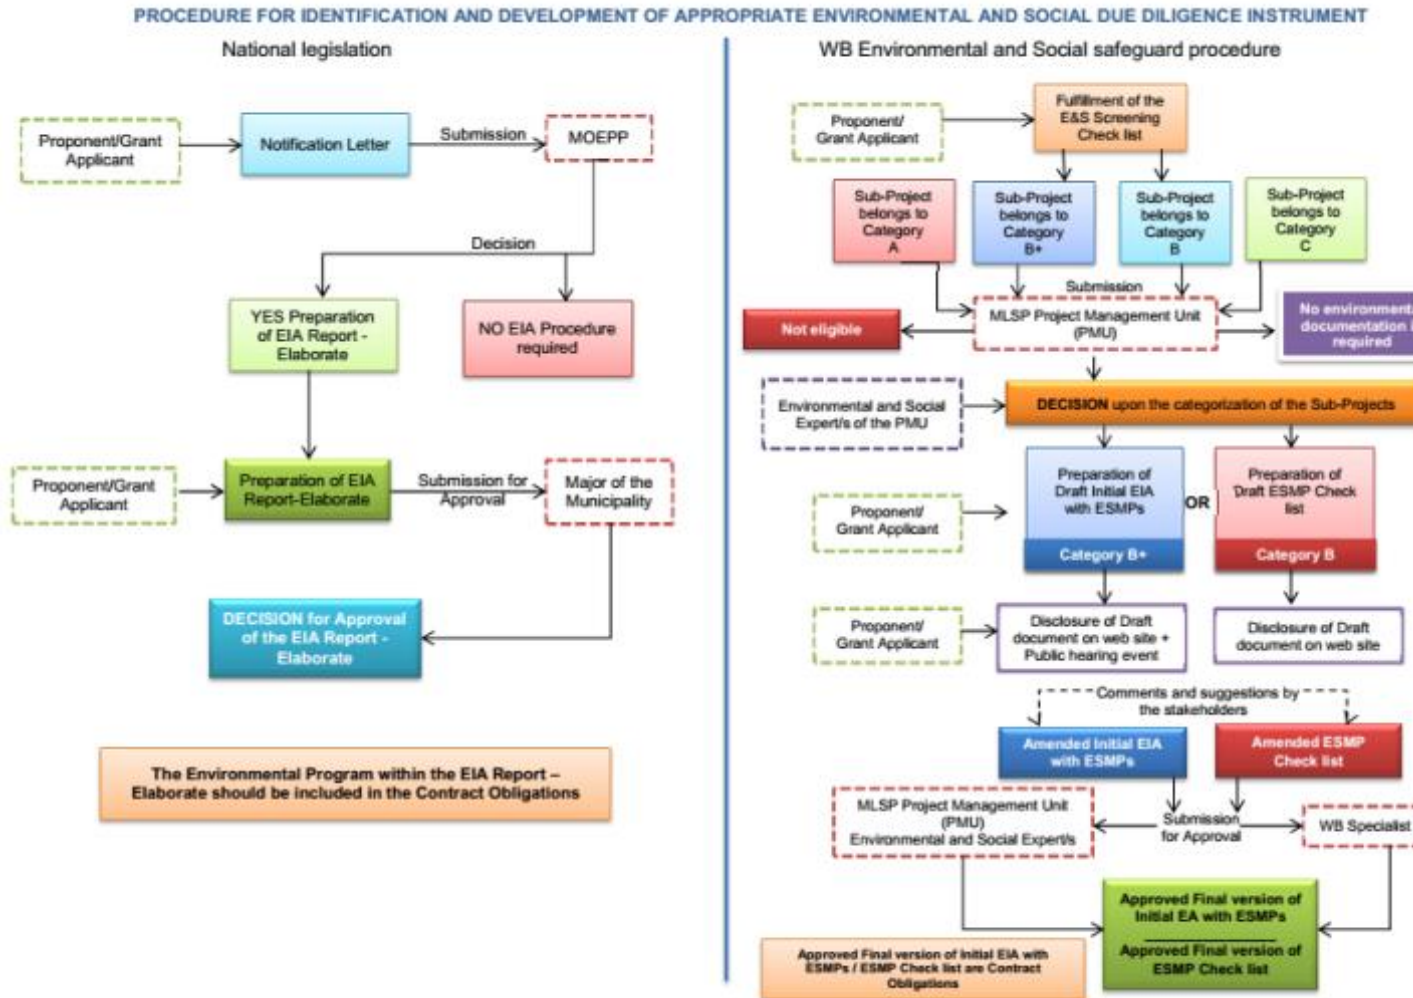 PROCEDURE FOR IDENTIFICATION AND DEVELOPMENT OF APPROPRIATE ENVIRONMENTAL AND SOCIAL DUE DILIGENCE INSTRUMENT
National legislation
Proponent/Grant
Applicant
Notification Letter
Submission
MOEPP
Decision
YES Preparation
of EIA Report -
Elaborate
NO EIA Procedure
required
Proponent/Grant
Applicant
Preparation of EIA
Report-Elaborate
Submission for
Approval
Major of the
Municipality
DECISION for Approval
of the EIA Report -
Elaborate
The Environmental Program within the EIA Report –
Elaborate should be included in the Contract Obligations
WB Environmental and Social safeguard procedure
Proponent/
Grant Applicant
Fulfillment of the
E&S Screening
Check list
Sub-Project
belongs to
Category
A
Sub-Project
belongs to
Category
B+
Sub-Project
belongs to
Category
B
Sub-Project
belongs to
Category
C
Submission
Not eligible
MLSP Project Management Unit
(PMU)
No environmenta
documentation i
required
Environmental and Social
Expert/s of the PMU
DECISION upon the categorization of the Sub-Projects
Proponent/
Grant Applicant
Preparation of
Draft Initial EIA
with ESMPs
Category B+
OR
Preparation of
Draft ESMP Check
list
Category B
Proponent/
Grant Applicant
Disclosure of Draft
document on web site +
Public hearing event
Disclosure of Draft
document on web site
Comments and suggestions by
the stakeholders
Amended Initial EIA
with ESMPs
Amended ESMP
Check list
MLSP Project Management Unit
(PMU)
Environmental and Social Expert/s
Submission
for Approval
WB Specialist
Approved Final version of
Initial EA with ESMPs
Approved Final version of
ESMP Check list
Approved Final version of Initial EIA with
ESMPs / ESMP Check list are Contract
Obligations